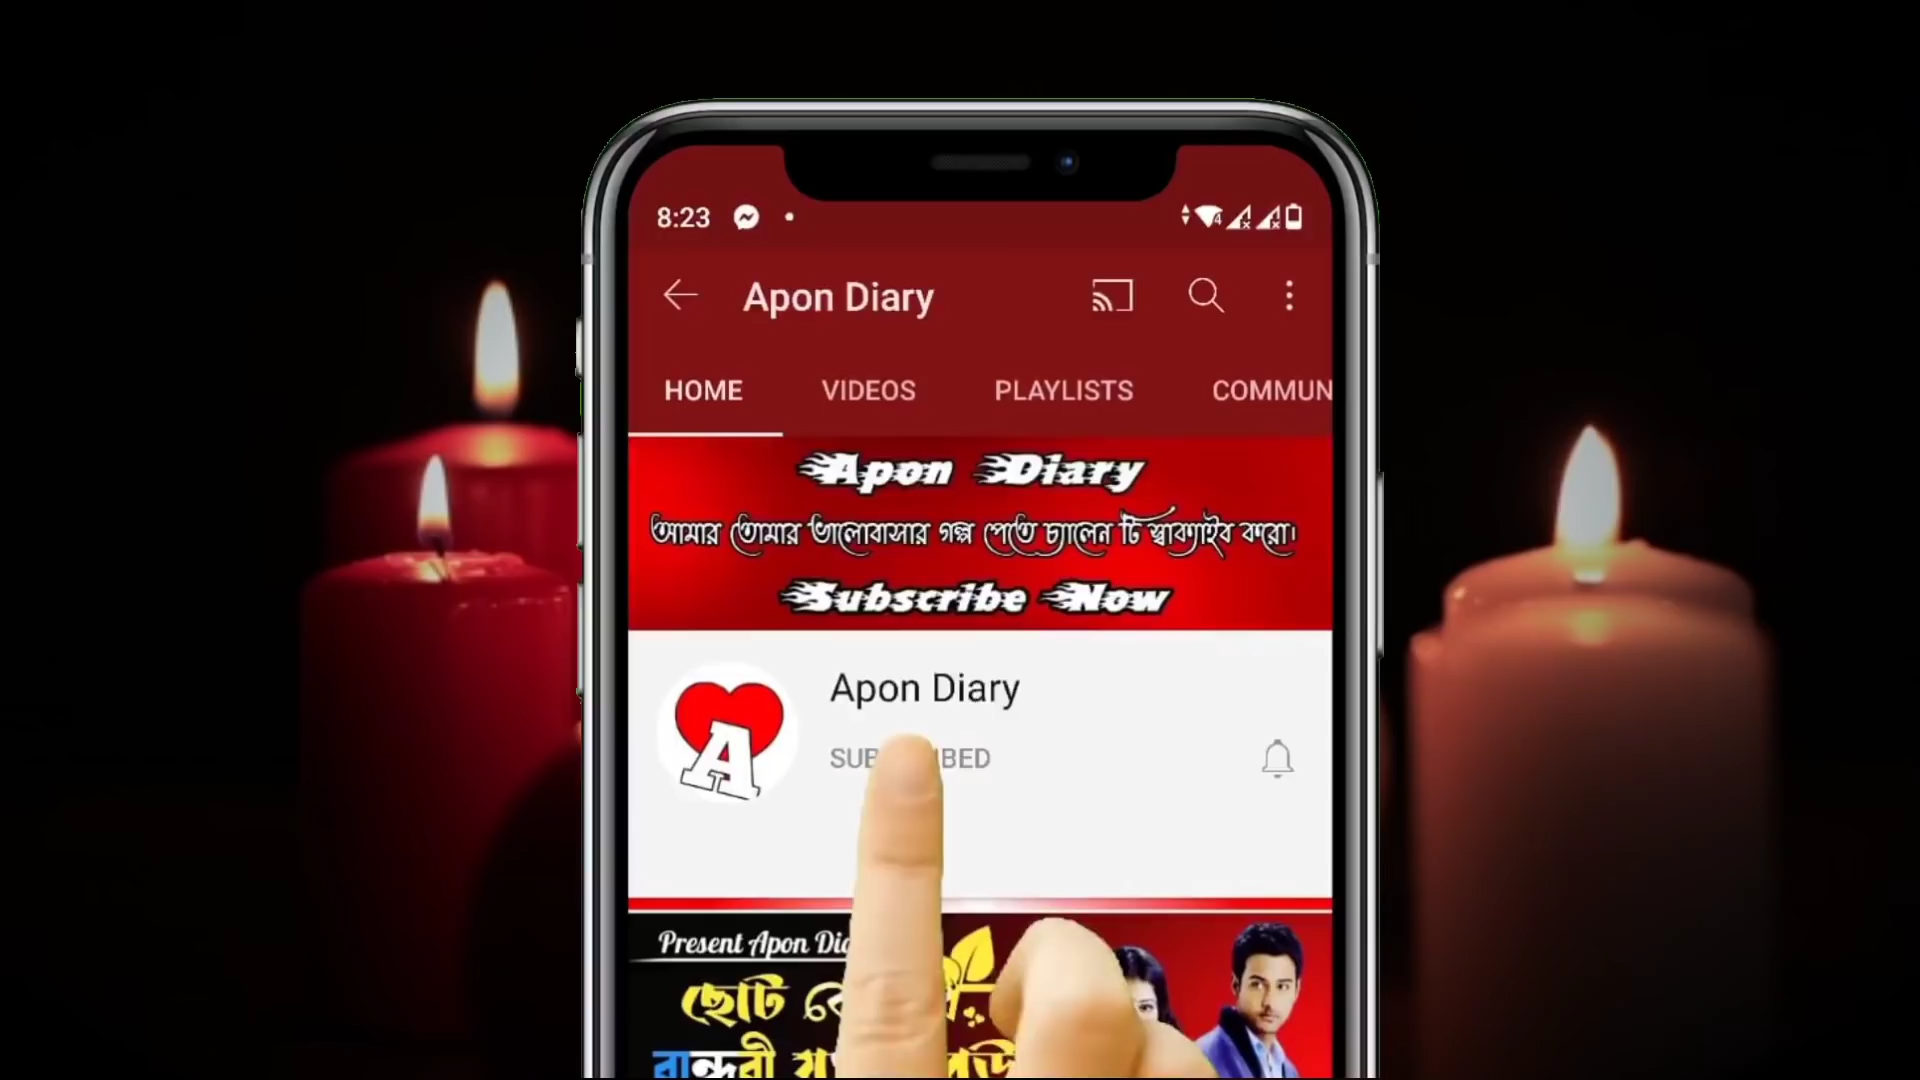 8:23
Apon Diary
HOME VIDEOS PLAYLISTS COMMUN
Apon Diary
আমার তোমার ভালোবাসার গল্প পেতে চ্যালেন টি স্বাবস্ক্রাইব করো।
Subscribe Now
A
Apon Diary
Present Apon
ছোট
বান্ধবী